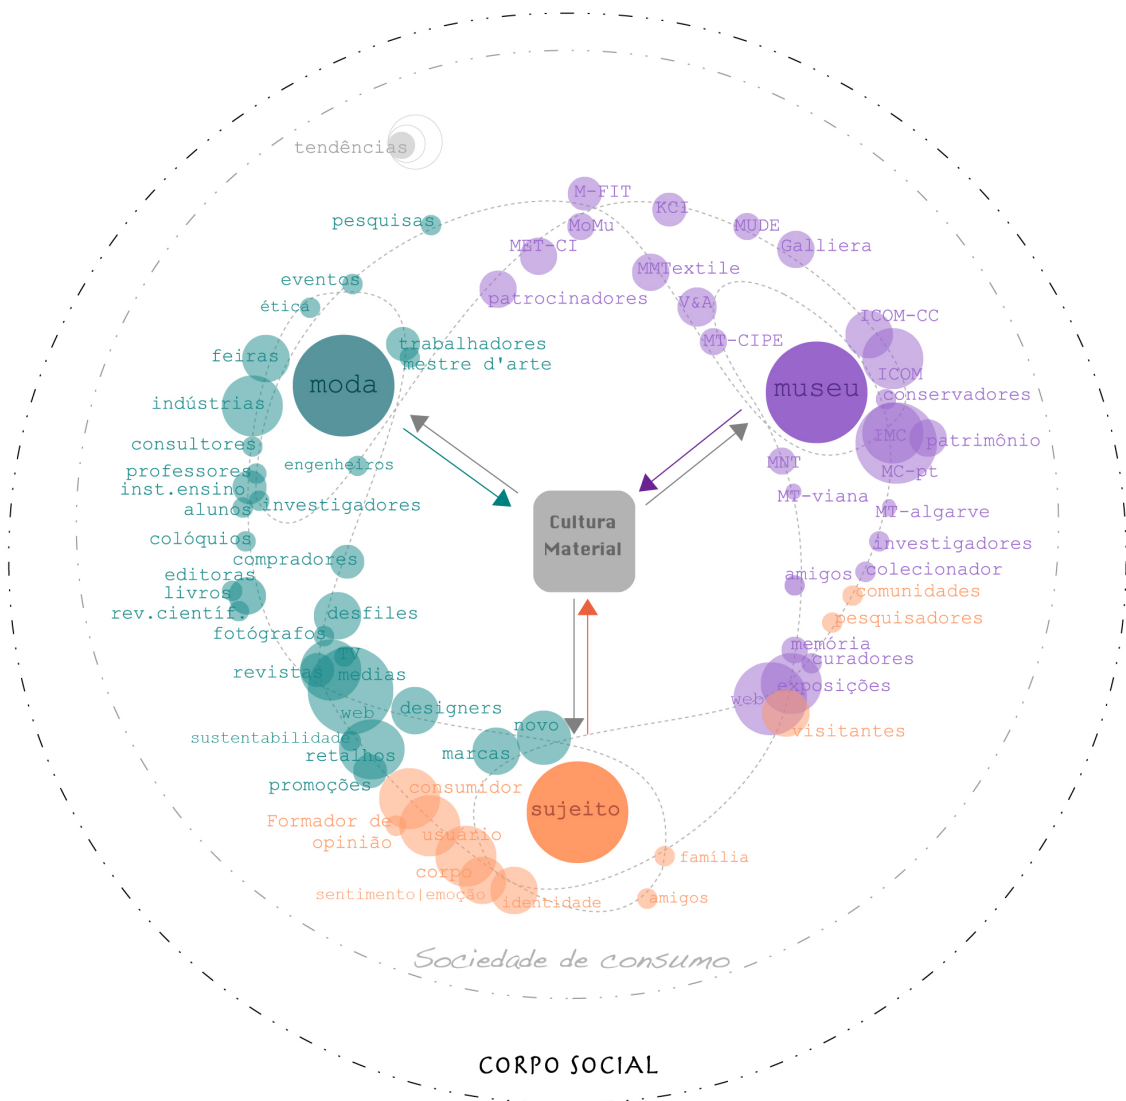 tendências
M-FIT
KCI
pesquisas
MoMu
MUDE
MET-CI
Galliera
MMTextile
eventos
patrocinadores
ética
V&A
ICOM-CC
trabalhadores
MT-CIPE
feiras
mestre d'arte
ICOM
moda
museu
conservadores
indústrias
IMC
patrimônio
consultores
engenheiros
MNT
professores
MC-pt
inst.ensino
MT-viana
investigadores
alunos
MT-algarve
Cultura
Material
colóquios
investigadores
compradores
editoras
amigos
colecionador
livros
comunidades
rev.científ.
desfiles
pesquisadores
fotógrafos
memória
TV
curadores
revistas
medias
exposições
web
web
designers
novo
visitantes
sustentabilidade
retalhos
marcas
promoções
consumidor
sujeito
Formador de
opinião
usuário
família
corpo
sentimento|emoção
identidade
amigos
Sociedade de consumo
CORPO SOCIAL